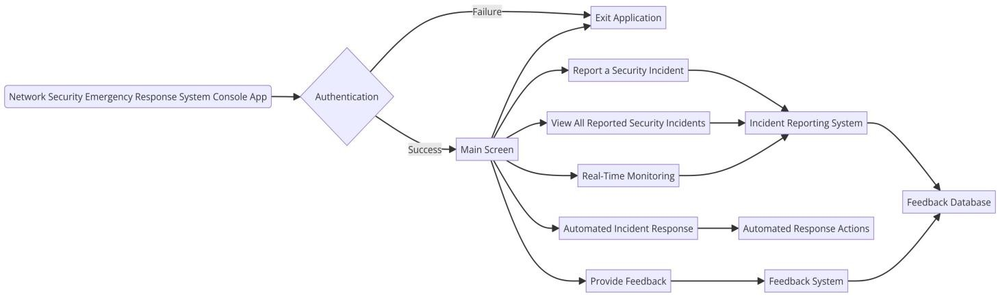 Failure
Exit Application
Report a Security Incident
Network Security Emergency Response System Console App
Authentication
View All Reported Security Incidents
Incident Reporting System
Success
Main Screen
Real-Time Monitoring
Feedback Database
Automated Incident Response
Automated Response Actions
Provide Feedback
Feedback System